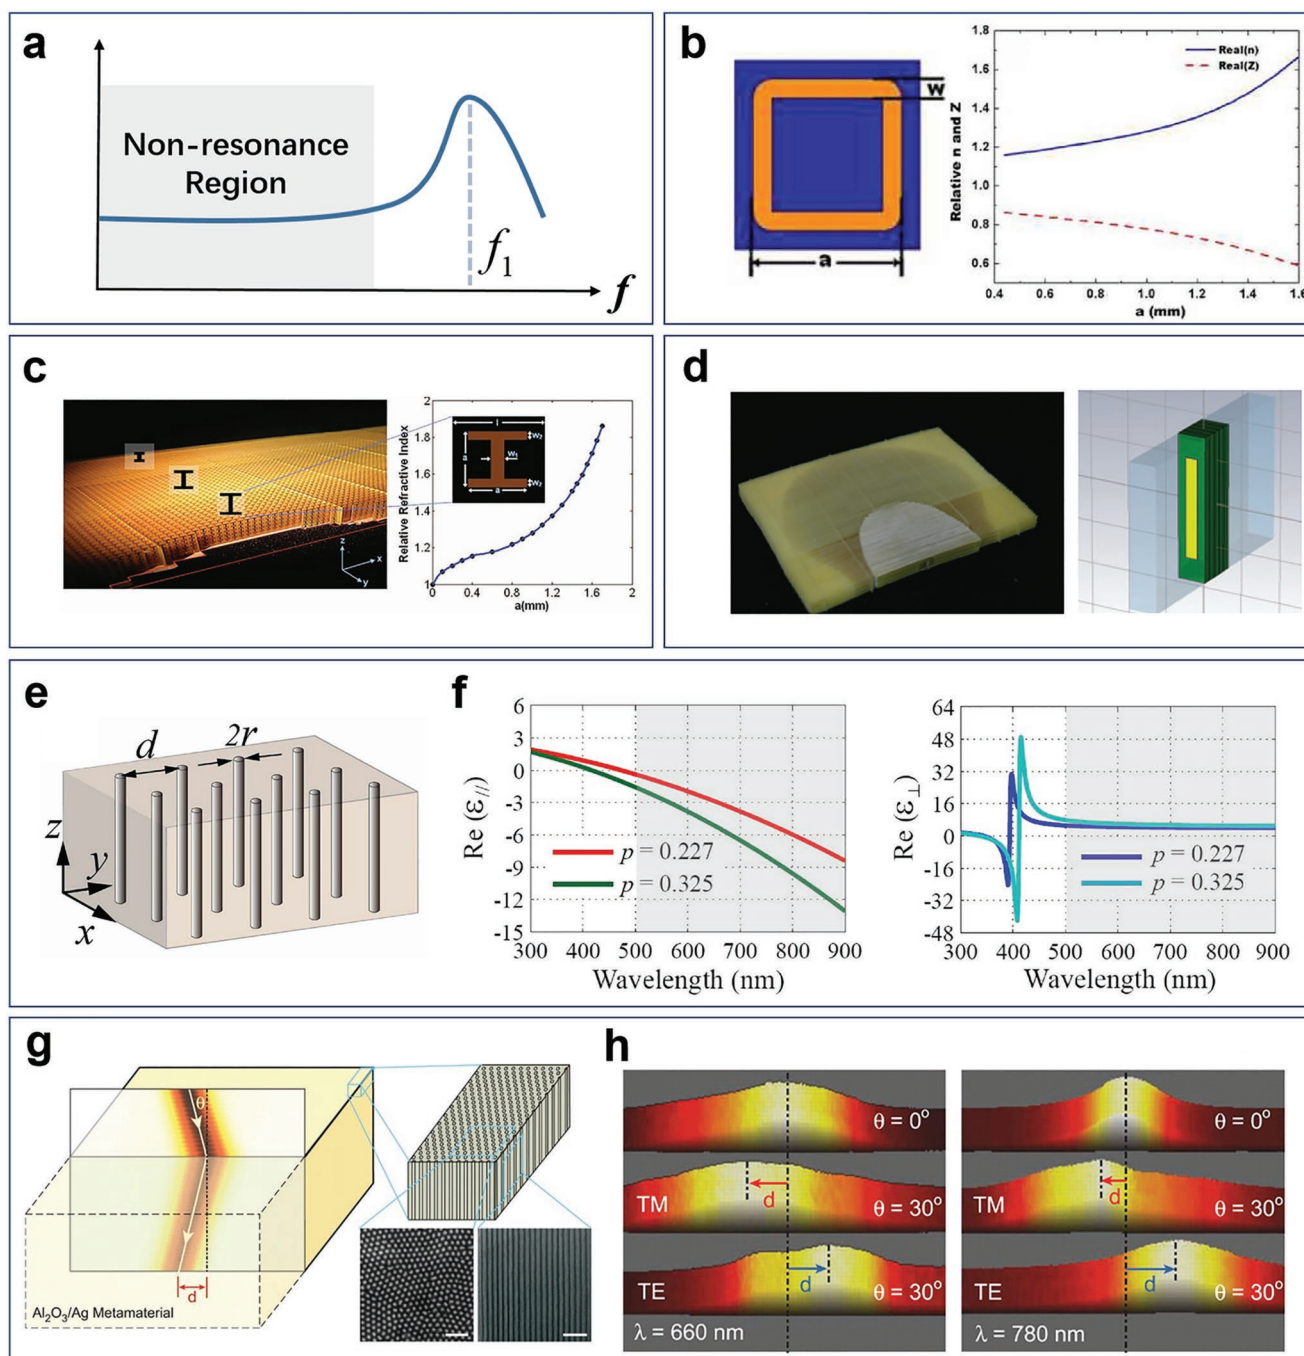 a
Non-resonance
Region
f₁
f
b
W
a
Relative n and Z
1.8
1.6
1.4
1.2
1.0
0.8
0.6
Real(n)
Real(Z)
0.4 0.6 0.8 1.0 1.2 1.4 1.6
a (mm)
c
z
x
y
Relative Refractive Index
2
1.8
1.6
1.4
1.2
1
l
w₂
a
w₁
a
w₂
0 0.4 0.8 1.2 1.6 2
a(mm)
d
e
d
2r
z
y
x
f
Re (ε//)
6
3
0
-3
-6
-9
-12
-15
p = 0.227
p = 0.325
300 400 500 600 700 800 900
Wavelength (nm)
Re (ε⊥)
64
48
32
16
0
-16
-32
-48
p = 0.227
p = 0.325
300 400 500 600 700 800 900
Wavelength (nm)
g
θ
d
Al₂O₃/Ag Metamaterial
h
θ = 0°
TM
d
θ = 30°
TE
d
θ = 30°
λ = 660 nm
θ = 0°
TM
d
θ = 30°
TE
d
θ = 30°
λ = 780 nm